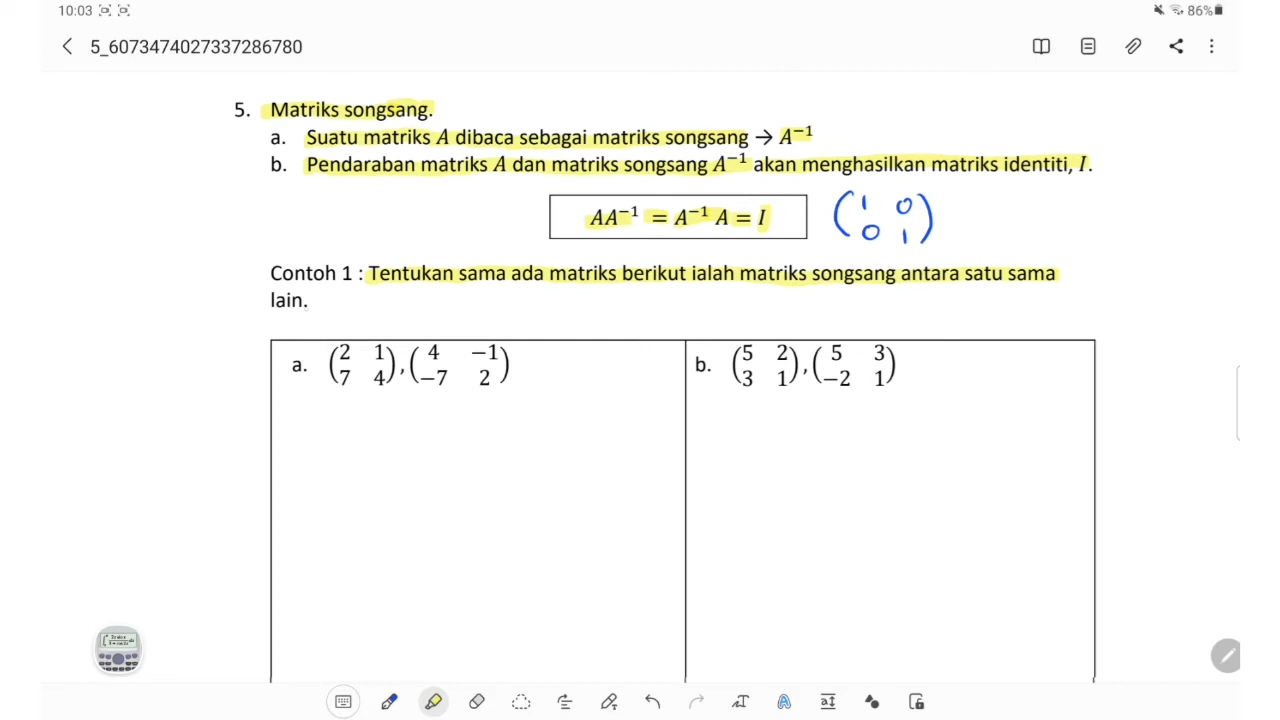 10:03 86%
5_6073474027337286780
5. Matriks songsang.
a. Suatu matriks A dibaca sebagai matriks songsang → A⁻¹
b. Pendaraban matriks A dan matriks songsang A⁻¹ akan menghasilkan matriks identiti, I.
AA⁻¹ = A⁻¹ A = I (1 0
0 1)
Contoh 1 : Tentukan sama ada matriks berikut ialah matriks songsang antara satu sama
lain.
a. (2 1
7 4) , (4 −1
−7 2)
b. (5 2
3 1) , (5 3
−2 1)